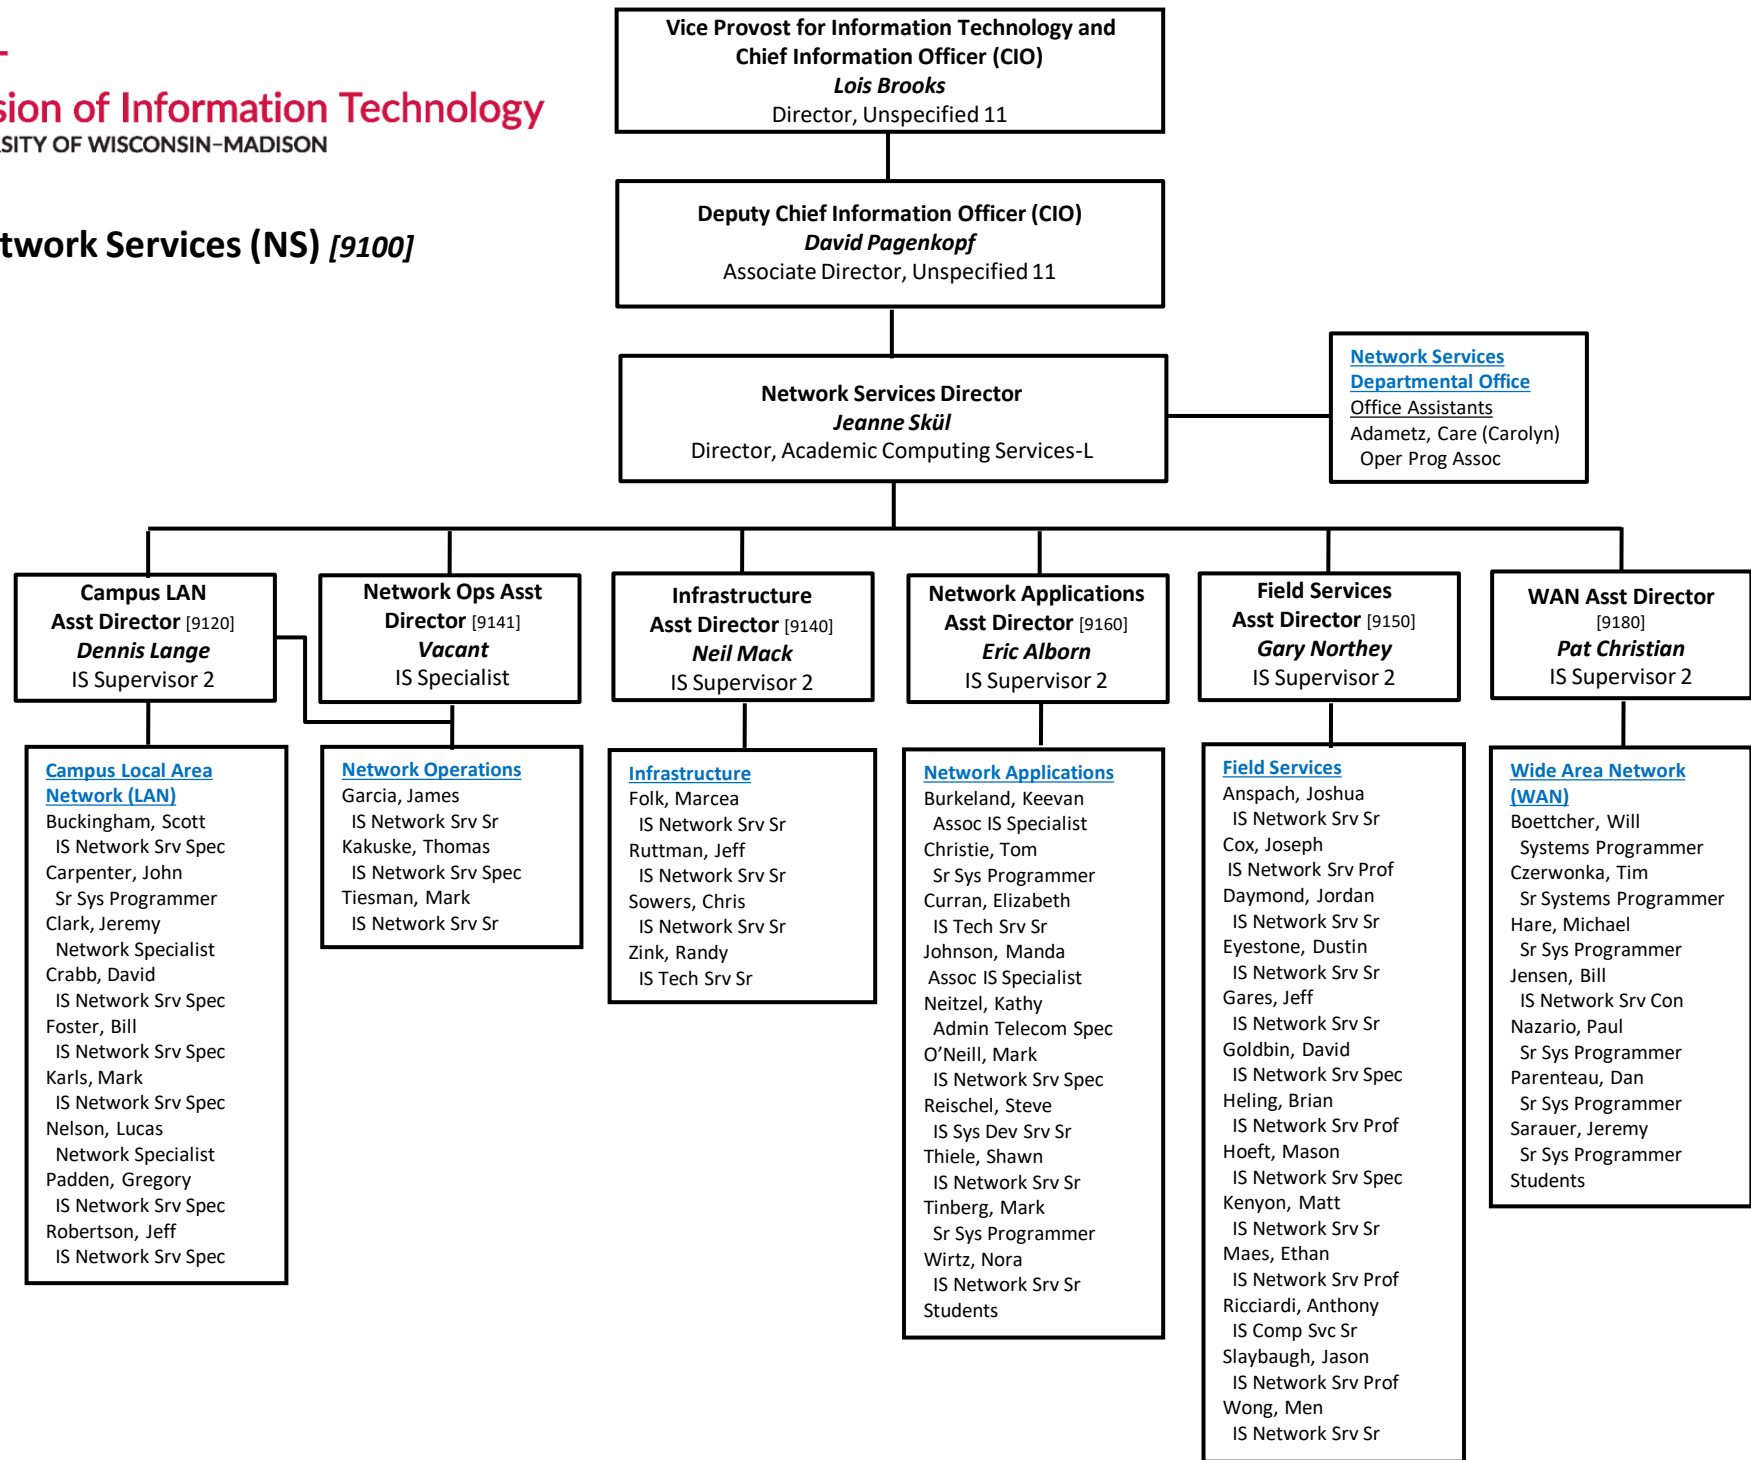 sion of Information Technology
RSITY OF WISCONSIN–MADISON
twork Services (NS) [9100]
Vice Provost for Information Technology and
Chief Information Officer (CIO)
Lois Brooks
Director, Unspecified 11
Deputy Chief Information Officer (CIO)
David Pagenkopf
Associate Director, Unspecified 11
Network Services Director
Jeanne Skül
Director, Academic Computing Services-L
Network Services
Departmental Office
Office Assistants
Adametz, Care (Carolyn)
Oper Prog Assoc
Campus LAN
Asst Director [9120]
Dennis Lange
IS Supervisor 2
Network Ops Asst
Director [9141]
Vacant
IS Specialist
Infrastructure
Asst Director [9140]
Neil Mack
IS Supervisor 2
Network Applications
Asst Director [9160]
Eric Alborn
IS Supervisor 2
Field Services
Asst Director [9150]
Gary Northey
IS Supervisor 2
WAN Asst Director
[9180]
Pat Christian
IS Supervisor 2
Campus Local Area
Network (LAN)
Buckingham, Scott
IS Network Srv Spec
Carpenter, John
Sr Sys Programmer
Clark, Jeremy
Network Specialist
Crabb, David
IS Network Srv Spec
Foster, Bill
IS Network Srv Spec
Karls, Mark
IS Network Srv Spec
Nelson, Lucas
Network Specialist
Padden, Gregory
IS Network Srv Spec
Robertson, Jeff
IS Network Srv Spec
Network Operations
Garcia, James
IS Network Srv Sr
Kakuske, Thomas
IS Network Srv Spec
Tiesman, Mark
IS Network Srv Sr
Infrastructure
Folk, Marcea
IS Network Srv Sr
Ruttman, Jeff
IS Network Srv Sr
Sowers, Chris
IS Network Srv Sr
Zink, Randy
IS Tech Srv Sr
Network Applications
Burkeland, Keevan
Assoc IS Specialist
Christie, Tom
Sr Sys Programmer
Curran, Elizabeth
IS Tech Srv Sr
Johnson, Manda
Assoc IS Specialist
Neitzel, Kathy
Admin Telecom Spec
O’Neill, Mark
IS Network Srv Spec
Reischel, Steve
IS Sys Dev Srv Sr
Thiele, Shawn
IS Network Srv Sr
Tinberg, Mark
Sr Sys Programmer
Wirtz, Nora
IS Network Srv Sr
Students
Field Services
Anspach, Joshua
IS Network Srv Sr
Cox, Joseph
IS Network Srv Prof
Daymond, Jordan
IS Network Srv Sr
Eyestone, Dustin
IS Network Srv Sr
Gares, Jeff
IS Network Srv Sr
Goldbin, David
IS Network Srv Spec
Heling, Brian
IS Network Srv Prof
Hoeft, Mason
IS Network Srv Spec
Kenyon, Matt
IS Network Srv Sr
Maes, Ethan
IS Network Srv Prof
Ricciardi, Anthony
IS Comp Svc Sr
Slaybaugh, Jason
IS Network Srv Prof
Wong, Men
IS Network Srv Sr
Wide Area Network
(WAN)
Boettcher, Will
Systems Programmer
Czerwonka, Tim
Sr Systems Programmer
Hare, Michael
Sr Sys Programmer
Jensen, Bill
IS Network Srv Con
Nazario, Paul
Sr Sys Programmer
Parenteau, Dan
Sr Sys Programmer
Sarauer, Jeremy
Sr Sys Programmer
Students